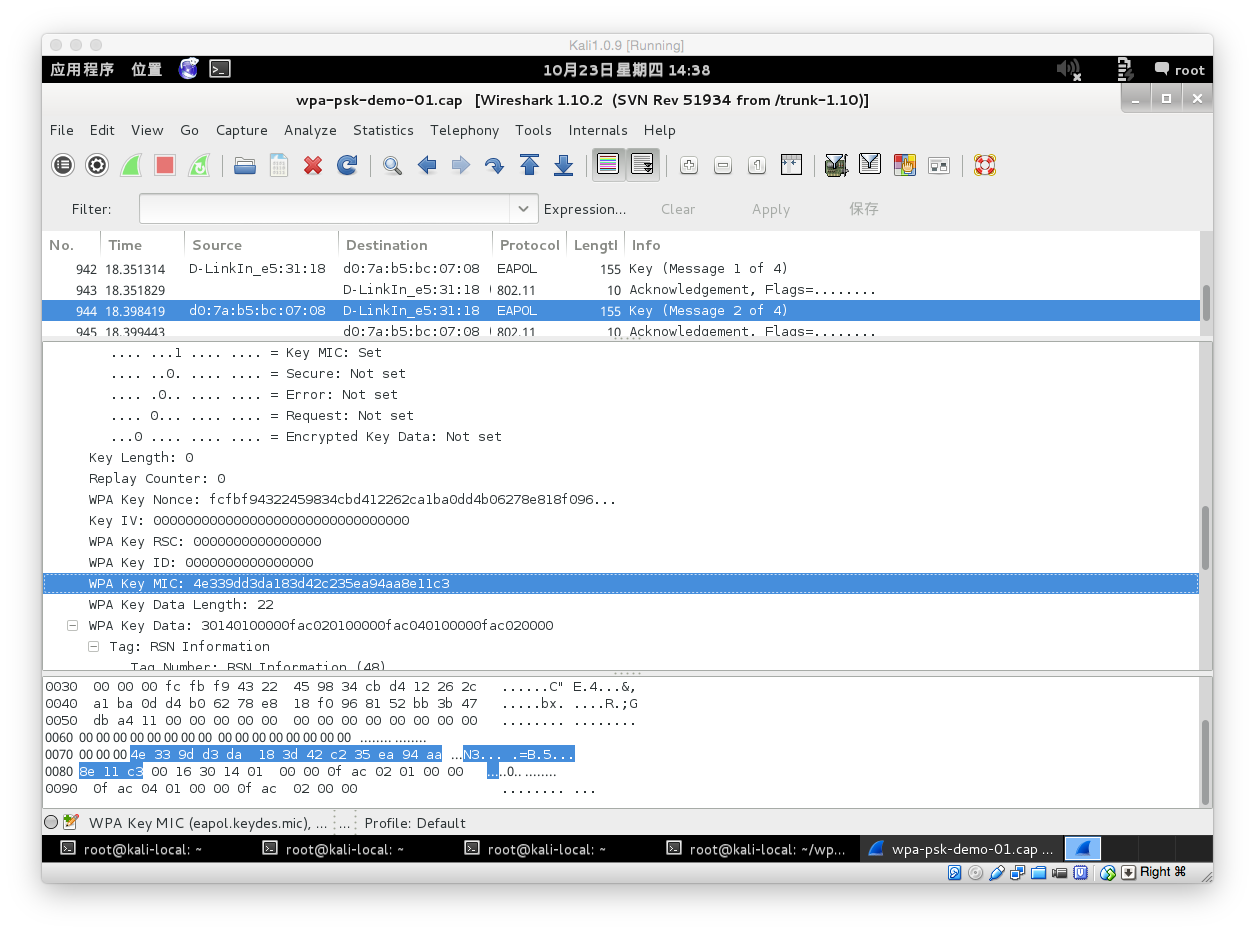 Kali1.0.9 [Running]
应用程序 位置 10月23日星期四 14:38 root
wpa-psk-demo-01.cap [Wireshark 1.10.2 (SVN Rev 51934 from /trunk-1.10)]
File Edit View Go Capture Analyze Statistics Telephony Tools Internals Help
Filter: Expression... Clear Apply 保存
No. Time Source Destination Protocol Lengtl Info
942 18.351314 D-LinkIn_e5:31:18 d0:7a:b5:bc:07:08 EAPOL 155 Key (Message 1 of 4)
943 18.351829 D-LinkIn_e5:31:18 ( 802.11 10 Acknowledgement, Flags=........
944 18.398419 d0:7a:b5:bc:07:08 D-LinkIn_e5:31:18 EAPOL 155 Key (Message 2 of 4)
945 18.399443 d0:7a:b5:bc:07:08 ( 802.11 10 Acknowledgement, Flags=........
.... ...1 .... .... = Key MIC: Set
.... ..0. .... .... = Secure: Not set
.... .0.. .... .... = Error: Not set
.... 0... .... .... = Request: Not set
...0 .... .... .... = Encrypted Key Data: Not set
Key Length: 0
Replay Counter: 0
WPA Key Nonce: fcfbf94322459834cbd412262ca1ba0dd4b06278e818f096...
Key IV: 00000000000000000000000000000000
WPA Key RSC: 0000000000000000
WPA Key ID: 0000000000000000
WPA Key MIC: 4e339dd3da183d42c235ea94aa8e11c3
WPA Key Data Length: 22
WPA Key Data: 30140100000fac020100000fac040100000fac020000
Tag: RSN Information
Tag Number: RSN Information (48)
0030 00 00 00 fc fb f9 43 22 45 98 34 cb d4 12 26 2c ......C" E.4...&,
0040 a1 ba 0d d4 b0 62 78 e8 18 f0 96 81 52 bb 3b 47 .....bx. ....R.;G
0050 db a4 11 00 00 00 00 00 00 00 00 00 00 00 00 00 ........ ........
0060 00 00 00 00 00 00 00 00 00 00 00 00 00 00 00 00 ........ ........
0070 00 00 00 4e 33 9d d3 da 18 3d 42 c2 35 ea 94 aa ...N3... .=B.5...
0080 8e 11 c3 00 16 30 14 01 00 00 0f ac 02 01 00 00 .....0.. ........
0090 0f ac 04 01 00 00 0f ac 02 00 00 ........ ...
WPA Key MIC (eapol.keydes.mic), ... ... Profile: Default
root@kali-local: ~ root@kali-local: ~ root@kali-local: ~ root@kali-local: ~/wp... wpa-psk-demo-01.cap ...
Right ⌘